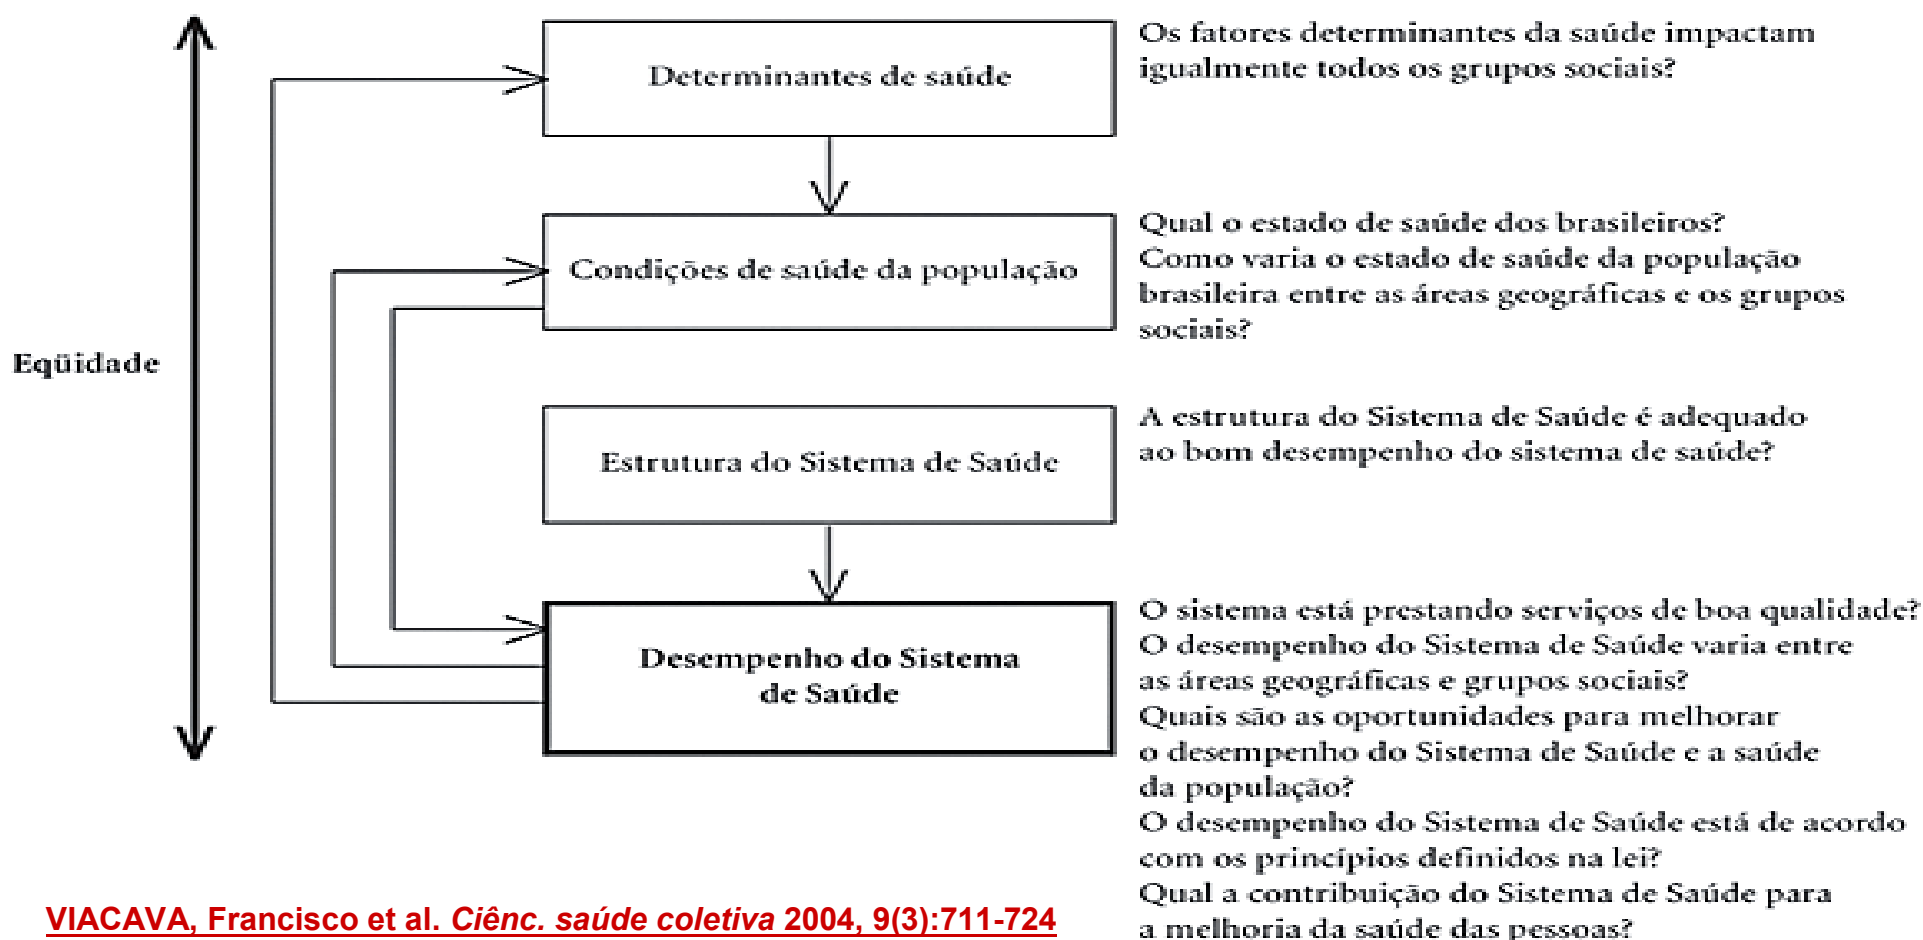 Os fatores determinantes da saúde impactam
igualmente todos os grupos sociais?
Determinantes de saúde
Qual o estado de saúde dos brasileiros?
Como varia o estado de saúde da população
brasileira entre as áreas geográficas e os grupos
sociais?
Condições de saúde da população
Eqüidade
A estrutura do Sistema de Saúde é adequado
ao bom desempenho do sistema de saúde?
Estrutura do Sistema de Saúde
O sistema está prestando serviços de boa qualidade?
O desempenho do Sistema de Saúde varia entre
as áreas geográficas e grupos sociais?
Quais são as oportunidades para melhorar
o desempenho do Sistema de Saúde e a saúde
da população?
O desempenho do Sistema de Saúde está de acordo
com os princípios definidos na lei?
Qual a contribuição do Sistema de Saúde para
a melhoria da saúde das pessoas?
Desempenho do Sistema
de Saúde
VIACAVA, Francisco et al. Ciênc. saúde coletiva 2004, 9(3):711-724